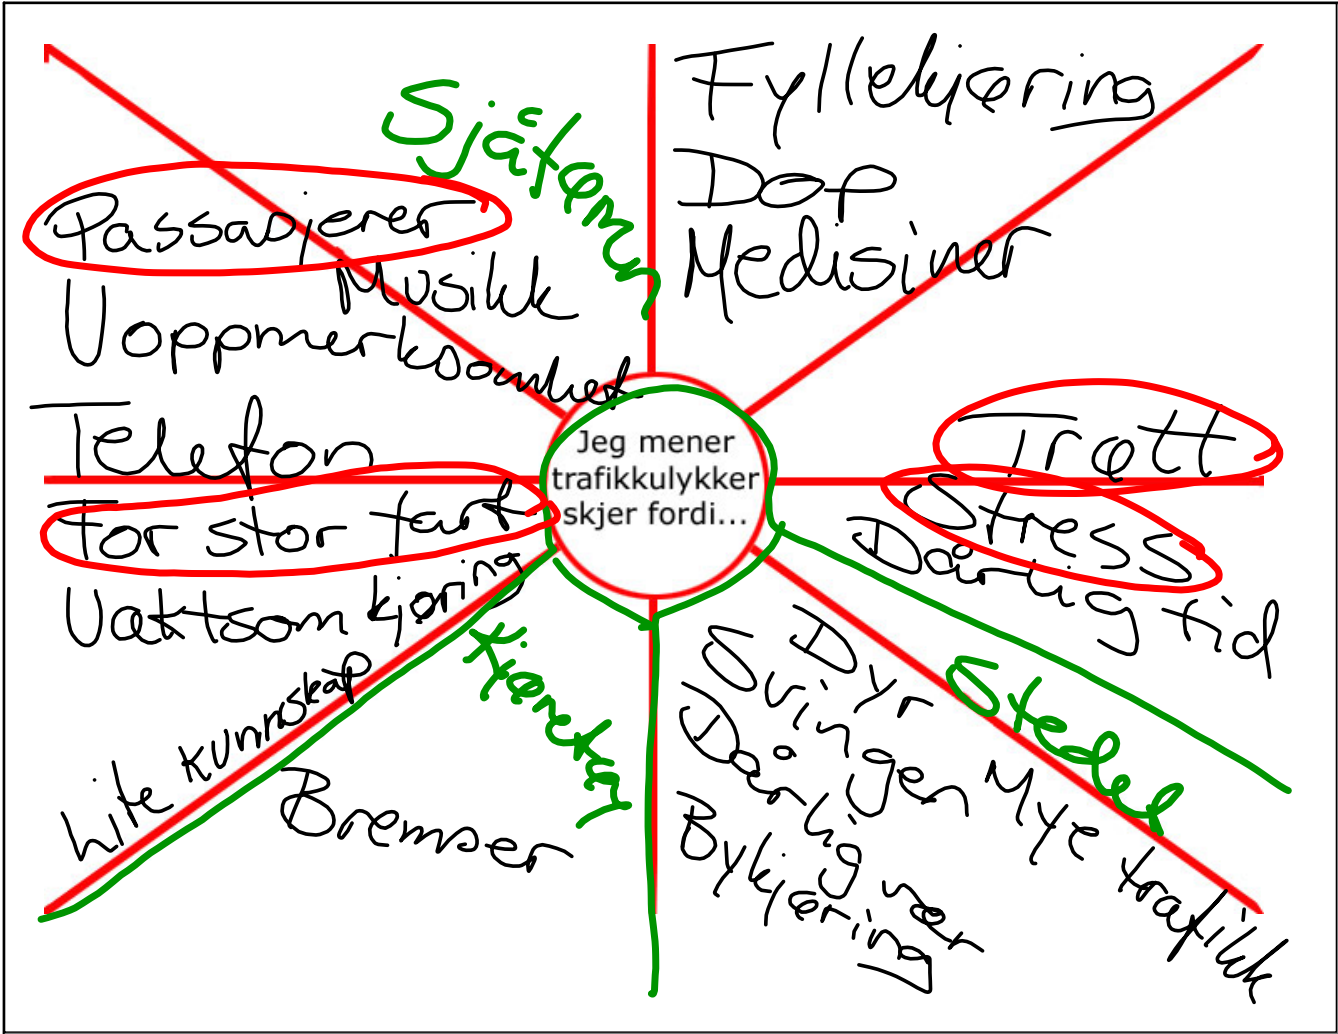 Fyllekjøring
Dop
Medisiner
Sjåføren
Passasjerer
Musikk
Uoppmerksomhet
Telefon
For stor fart
Uaktsom kjøring
Lite kunnskap
Jeg mener
trafikkulykker
skjer fordi...
Trøtt
Stress
Dårlig tid
Kjøretøy
Bremser
Stedet
Dyr
Svinger
Dårlig vær
Bykjøring
Mye trafikk